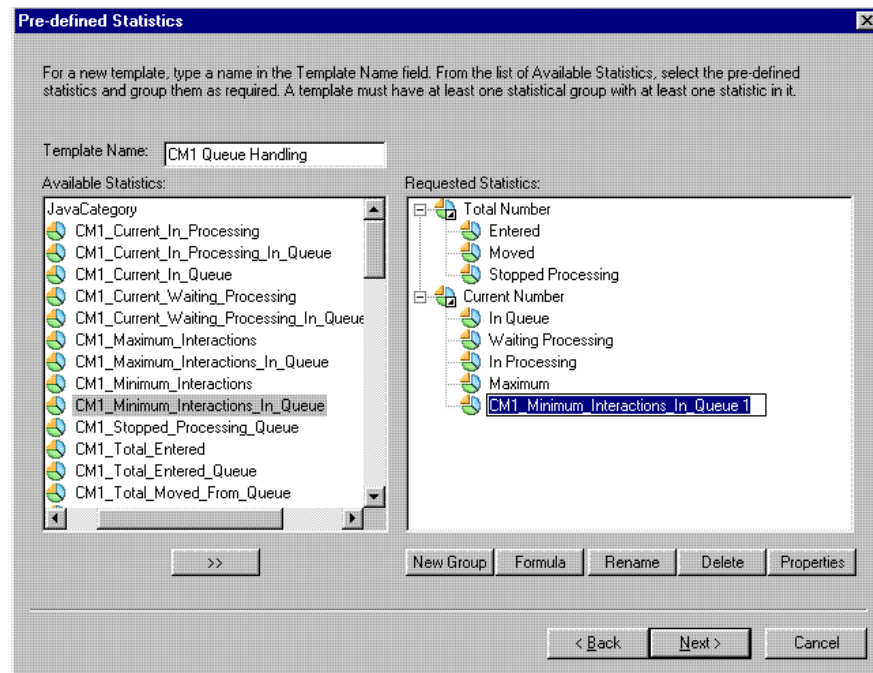 Pre-defined Statistics
For a new template, type a name in the Template Name field. From the list of Available Statistics, select the pre-defined
statistics and group them as required. A template must have at least one statistical group with at least one statistic in it.
Template Name: CM1 Queue Handling
Available Statistics:
JavaCategory
CM1_Current_In_Processing
CM1_Current_In_Processing_In_Queue
CM1_Current_In_Queue
CM1_Current_Waiting_Processing
CM1_Current_Waiting_Processing_In_Queue
CM1_Maximum_Interactions
CM1_Maximum_Interactions_In_Queue
CM1_Minimum_Interactions
CM1_Minimum_Interactions_In_Queue
CM1_Stopped_Processing_Queue
CM1_Total_Entered
CM1_Total_Entered_Queue
CM1_Total_Moved_From_Queue
>>
Requested Statistics:
Total Number
Entered
Moved
Stopped Processing
Current Number
In Queue
Waiting Processing
In Processing
Maximum
CM1_Minimum_Interactions_In_Queue 1
New Group Formula Rename Delete Properties
< Back Next > Cancel